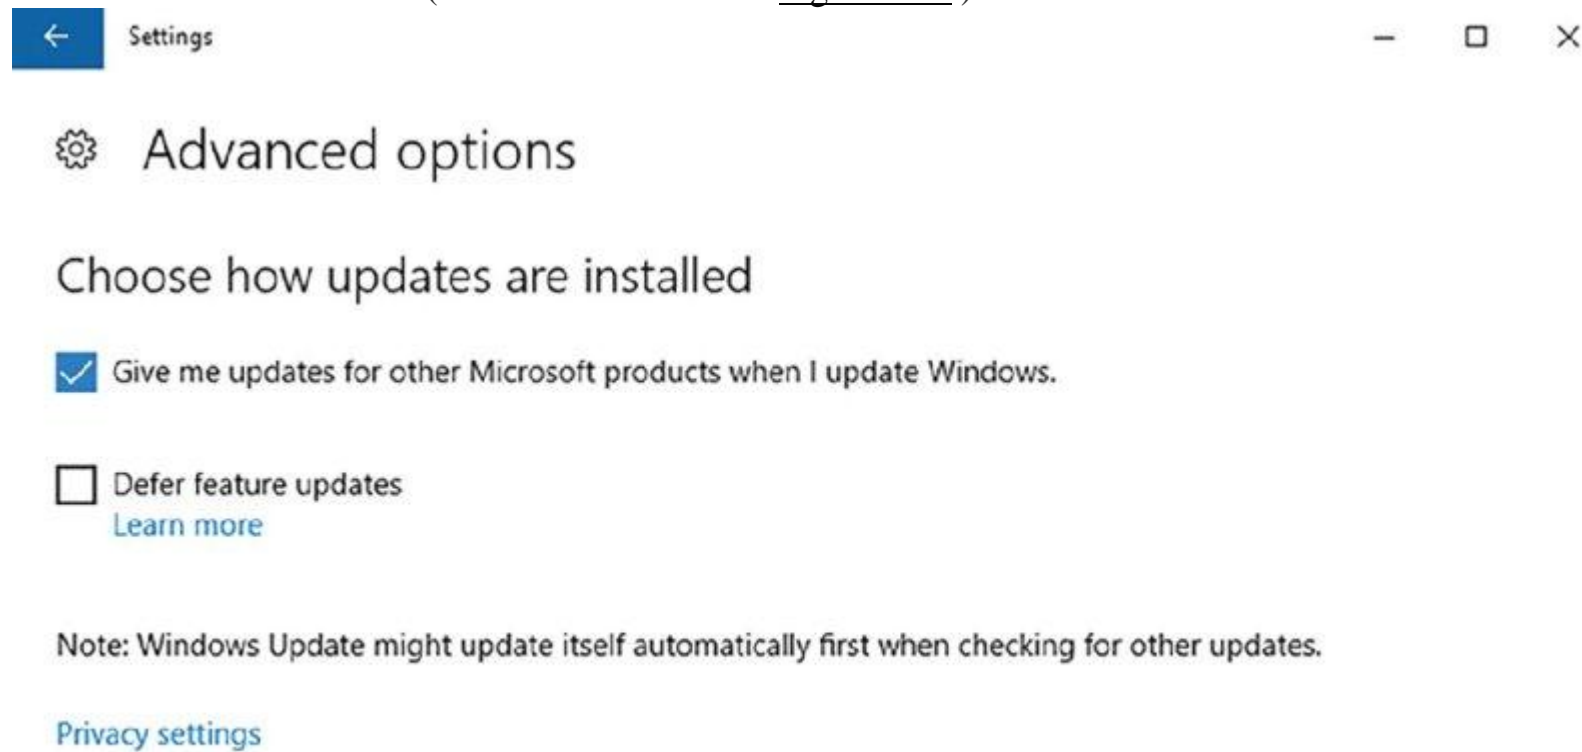 Settings
Advanced options
Choose how updates are installed
Give me updates for other Microsoft products when I update Windows.
Defer feature updates
Learn more
Note: Windows Update might update itself automatically first when checking for other updates.
Privacy settings